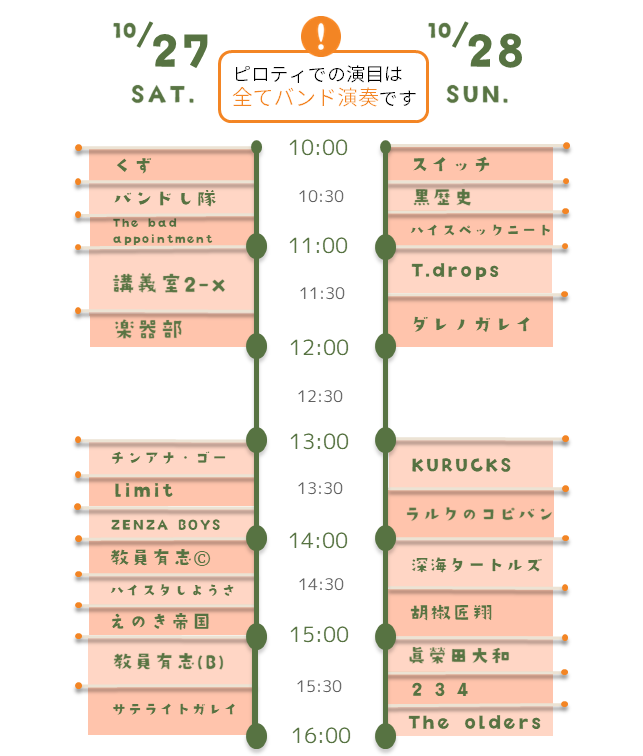 10/27
SAT.
!
ピロティでの演目は
全てバンド演奏です
10/28
SUN.
くず
バンドし隊
The bad
appointment
講義室2-x
楽器部
チンアナ・ゴー
limit
ZENZA BOYS
教員有志©
ハイスタしようさ
えのき帝国
教員有志(B)
サテライトガレイ
10:00
10:30
11:00
11:30
12:00
12:30
13:00
13:30
14:00
14:30
15:00
15:30
16:00
スイッチ
黒歴史
ハイスペックニート
T.drops
ダレノガレイ
KURUCKS
ラルクのコピバン
深海タートルズ
胡椒匠翔
眞榮田大和
2 3 4
The olders